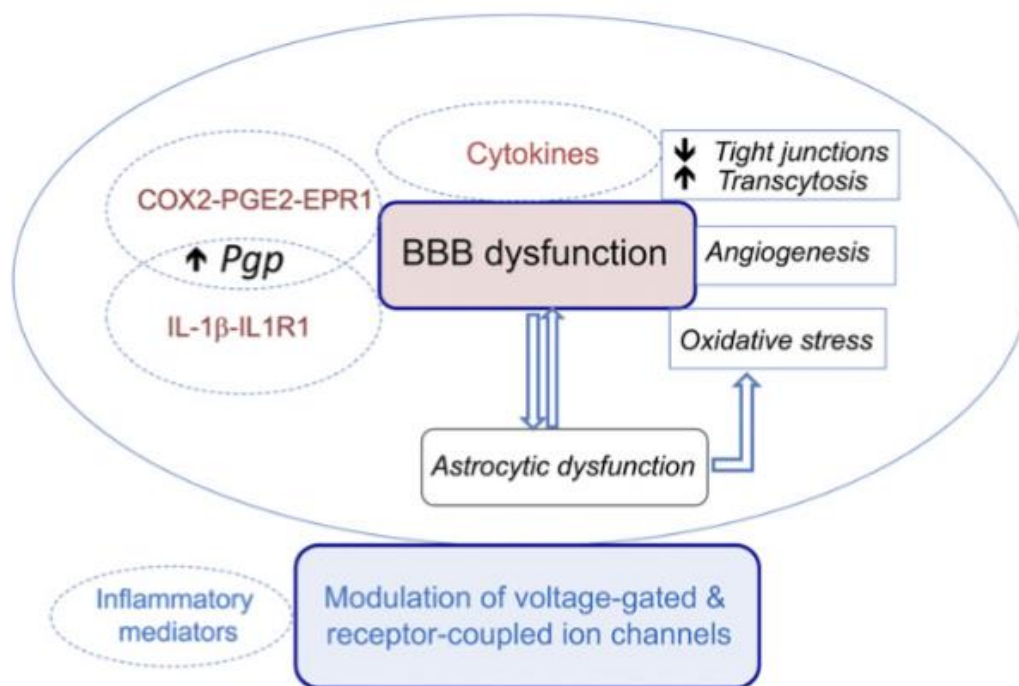 Cytokines
↓ Tight junctions
↑ Transcytosis
COX2-PGE2-EPR1
↑ Pgp
IL-1β-IL1R1
BBB dysfunction
Angiogenesis
Oxidative stress
Astrocytic dysfunction
Inflammatory
mediators
Modulation of voltage-gated &
receptor-coupled ion channels